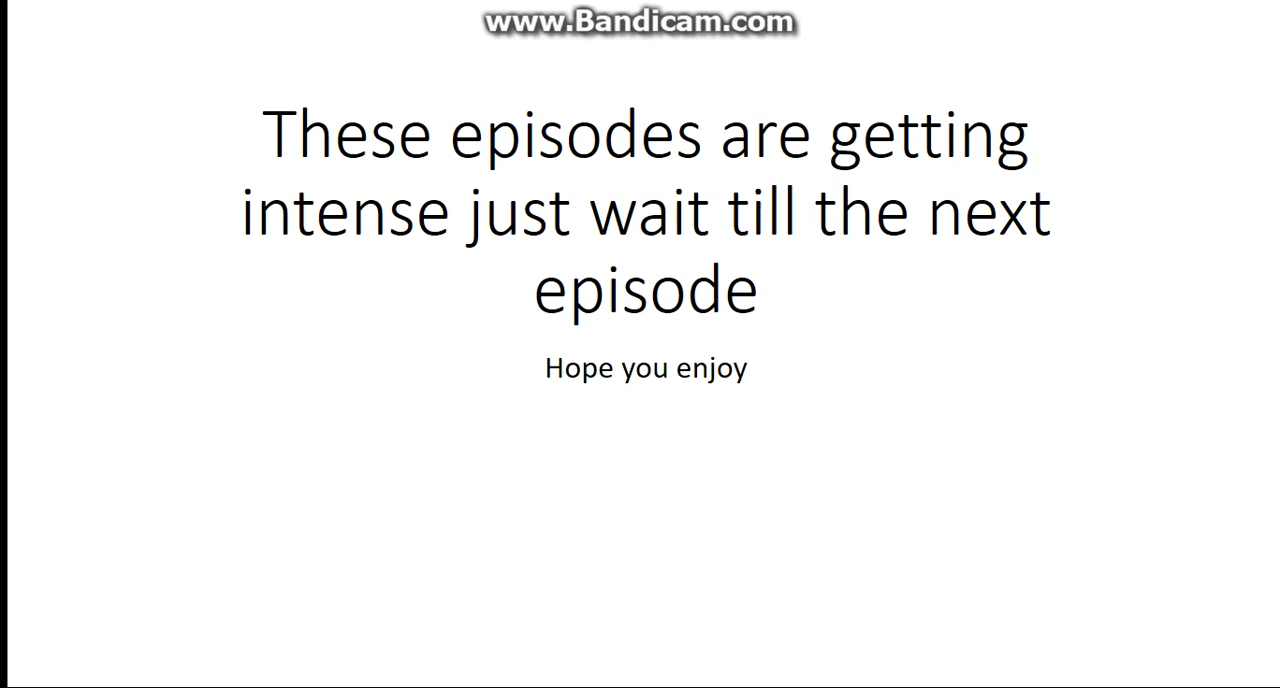 www.Bandicam.com
These episodes are getting
intense just wait till the next
episode
Hope you enjoy